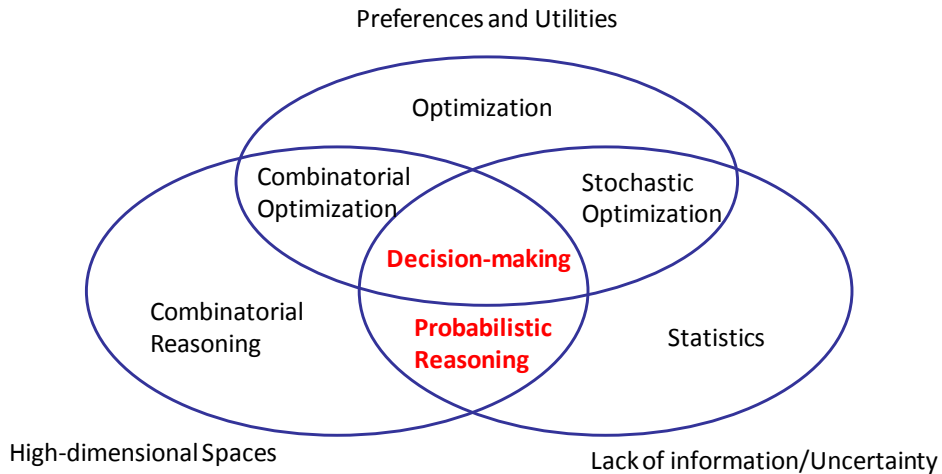 Preferences and Utilities
Optimization
Combinatorial
Optimization
Stochastic
Optimization
Decision-making
Combinatorial
Reasoning
Probabilistic
Reasoning
Statistics
High-dimensional Spaces
Lack of information/Uncertainty